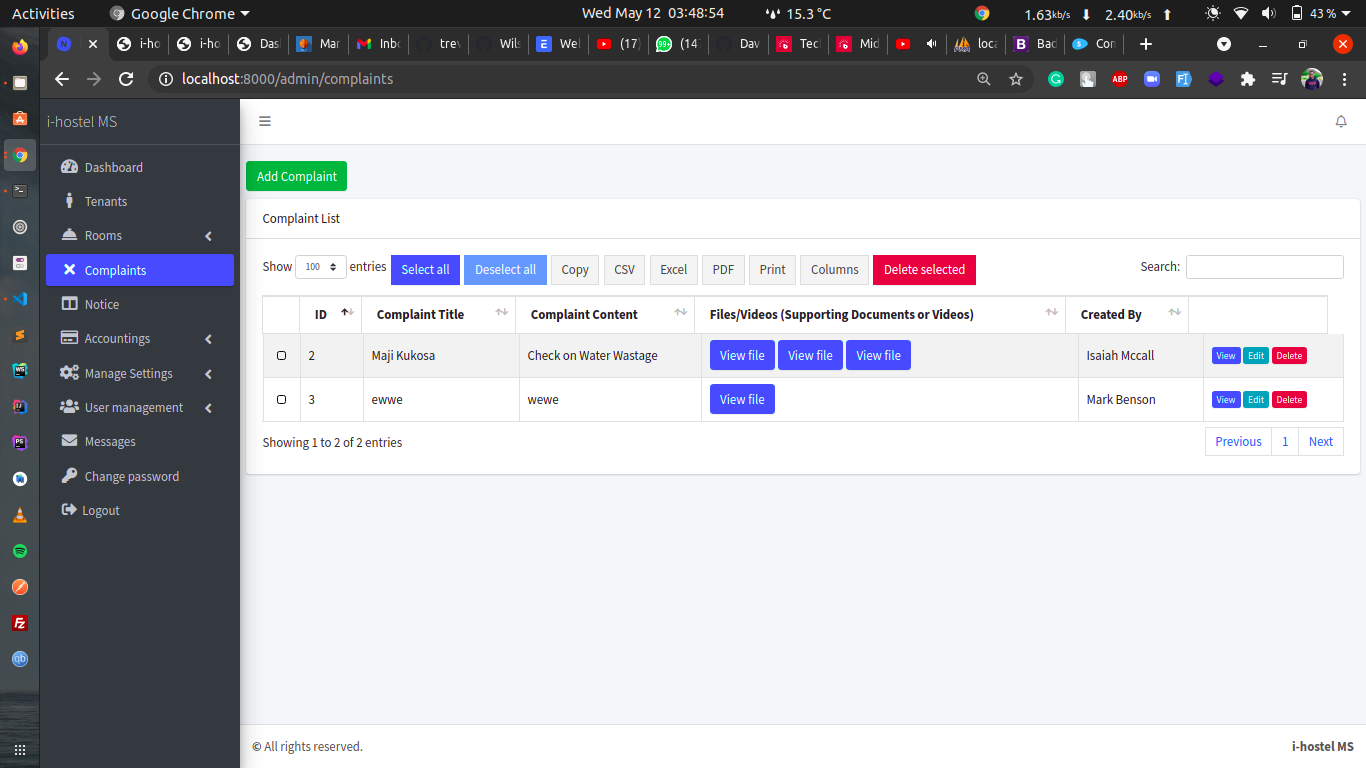 Activities Google Chrome Wed May 12 03:48:54 15.3 °C 1.63kb/s 2.40kb/s 43 %
i-ho i-ho Das Mar Inbo trev Wils E Wel (17) 99+ (14 Dav Tec Mid loca B Bad Con
localhost:8000/admin/complaints ABP
i-hostel MS
Dashboard
Tenants
Rooms
Complaints
Notice
Accountings
Manage Settings
User management
Messages
Change password
Logout
Add Complaint
Complaint List
Show 100 entries Select all Deselect all Copy CSV Excel PDF Print Columns Delete selected Search:
ID Complaint Title Complaint Content Files/Videos (Supporting Documents or Videos) Created By
2 Maji Kukosa Check on Water Wastage View file View file View file Isaiah Mccall View Edit Delete
3 ewwe wewe View file Mark Benson View Edit Delete
Showing 1 to 2 of 2 entries Previous 1 Next
© All rights reserved. i-hostel MS